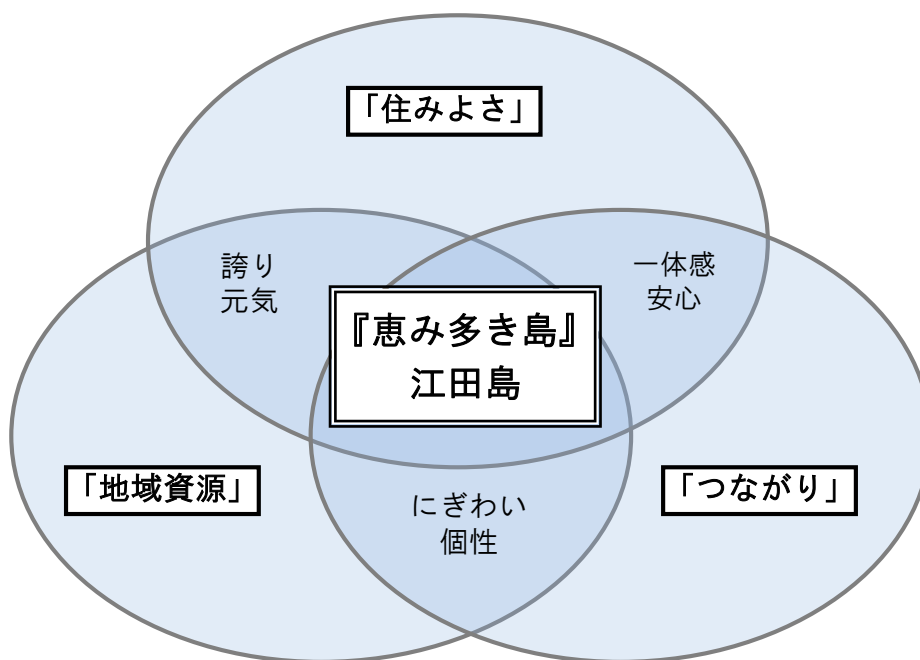 「住みよさ」
誇り
元気
一体感
安心
『恵み多き島』
江田島
「地域資源」
「つながり」
にぎわい
個性